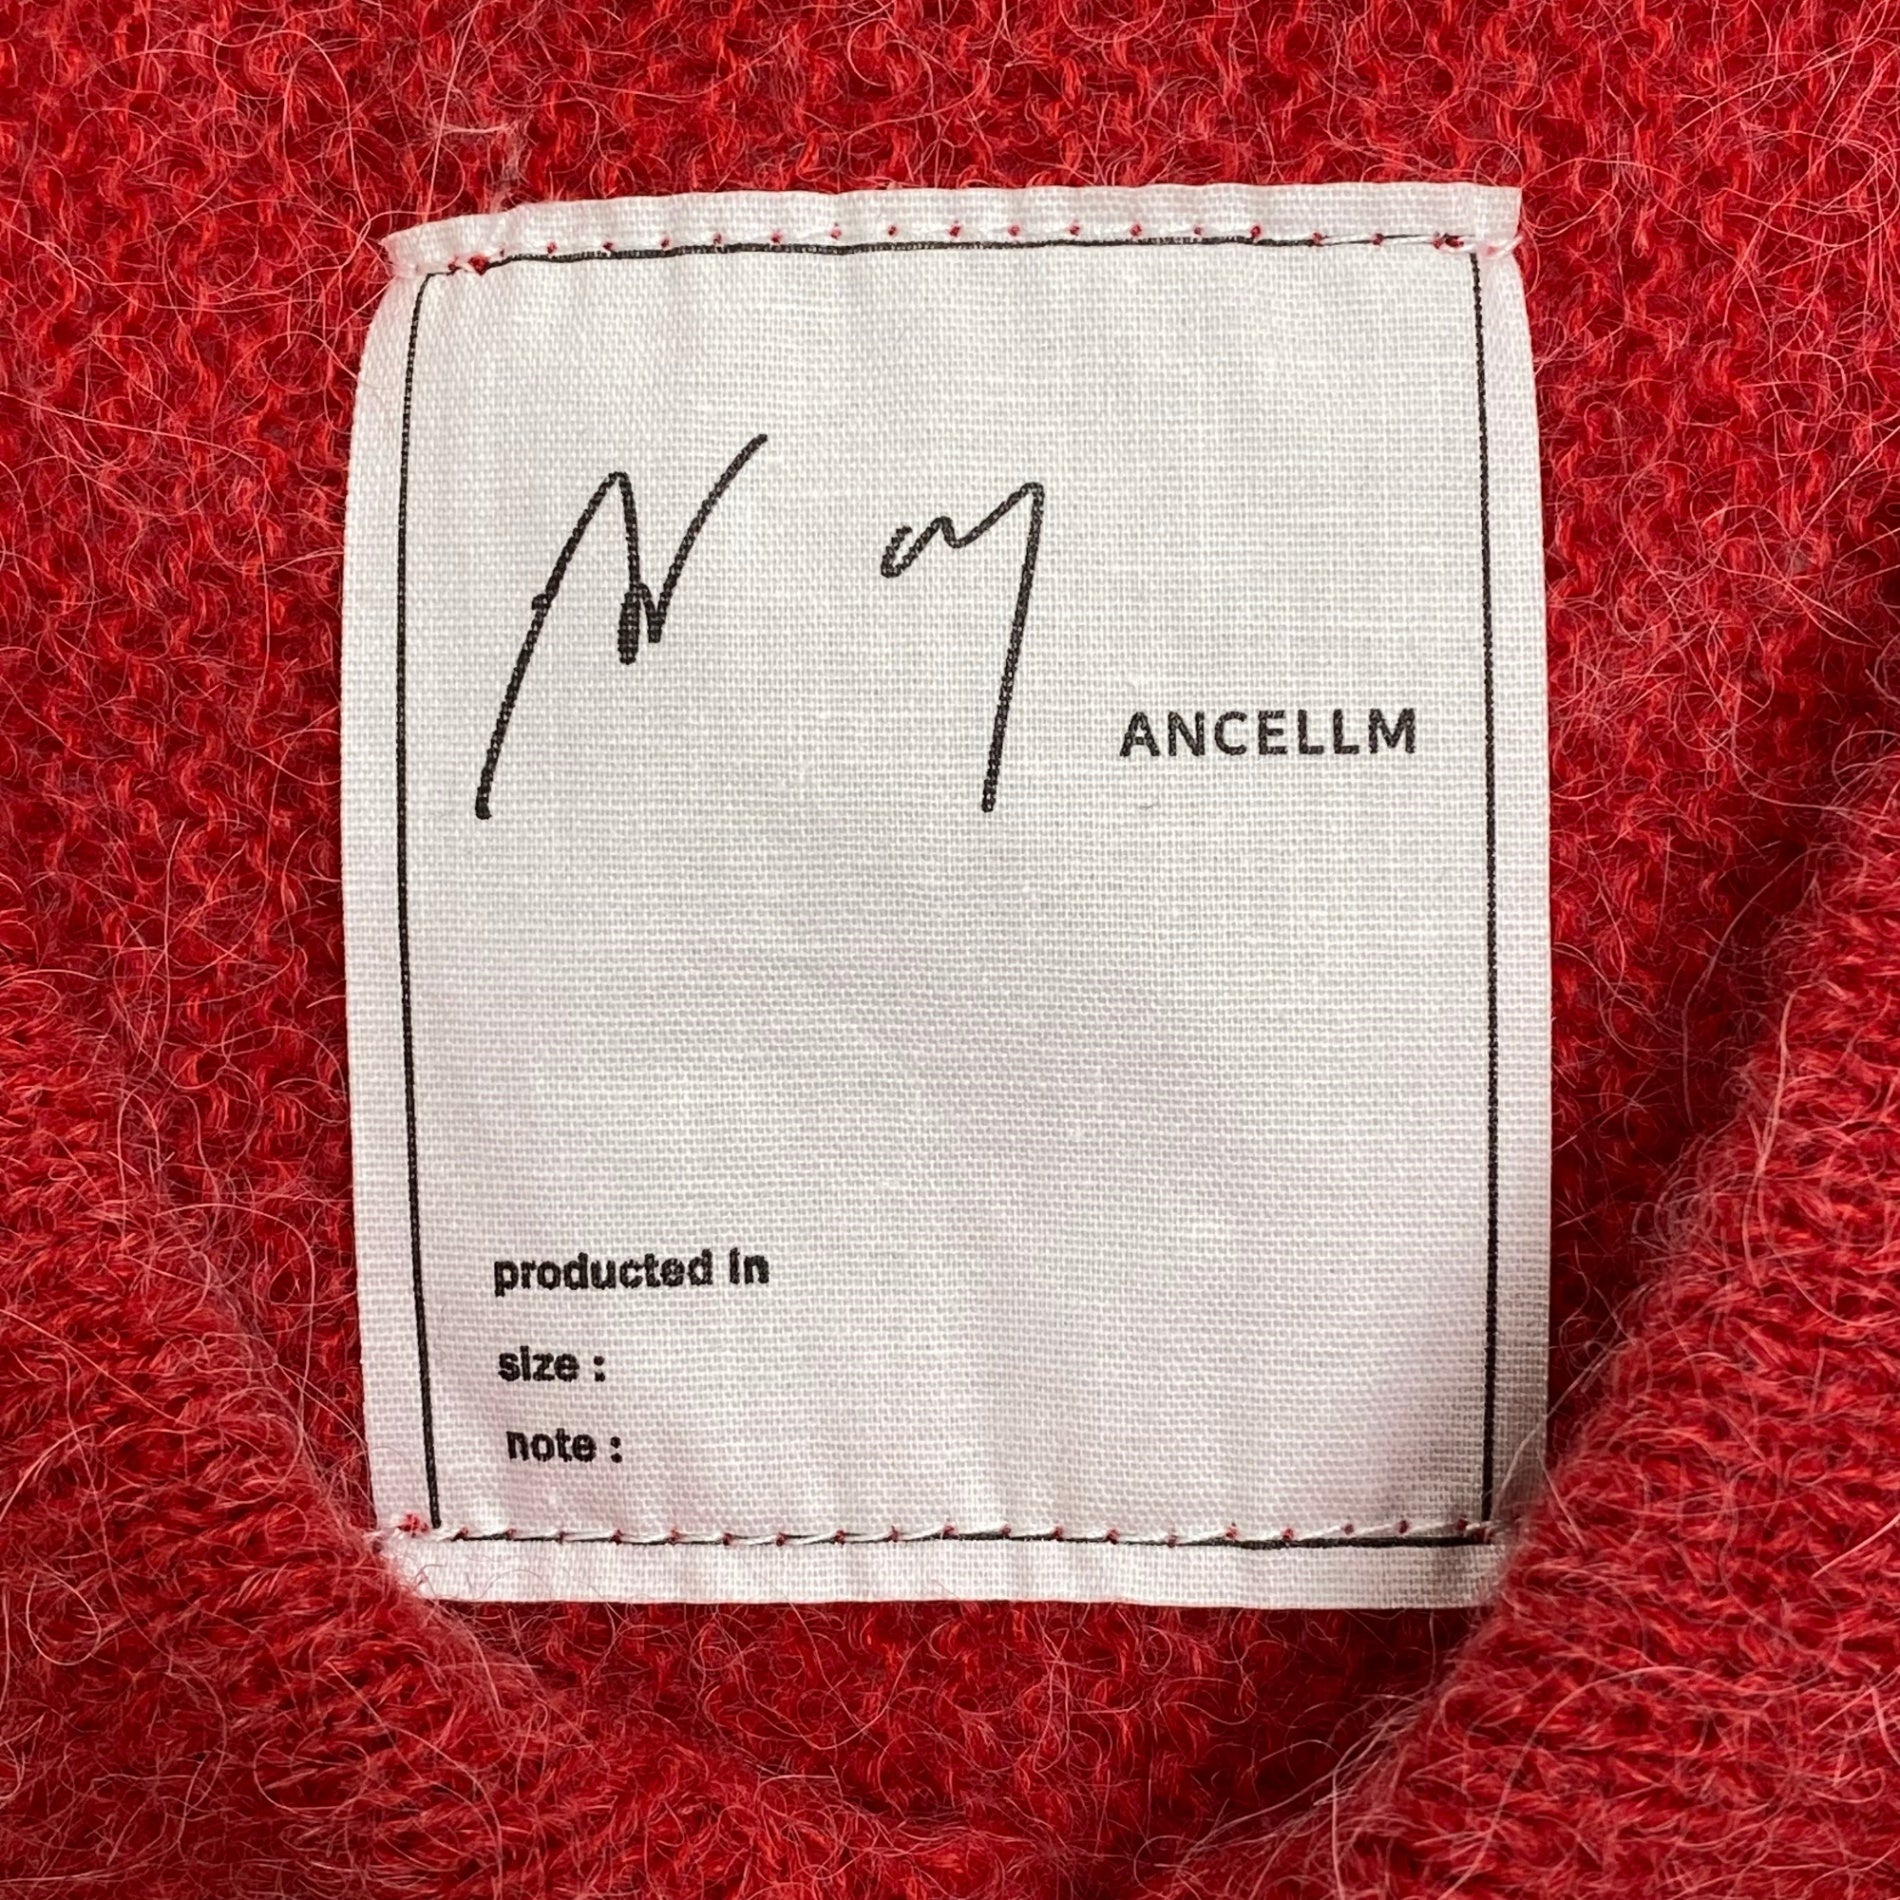 ANCELLM
producted in
size :
note :